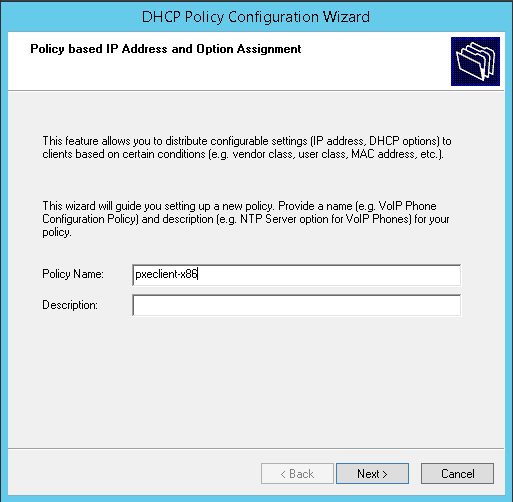 DHCP Policy Configuration Wizard
Policy based IP Address and Option Assignment
This feature allows you to distribute configurable settings (IP address, DHCP options) to
clients based on certain conditions (e.g. vendor class, user class, MAC address, etc.).
This wizard will guide you setting up a new policy. Provide a name (e.g. VoIP Phone
Configuration Policy) and description (e.g. NTP Server option for VoIP Phones) for your
policy.
Policy Name: pxeclient-x86
Description:
< Back Next > Cancel